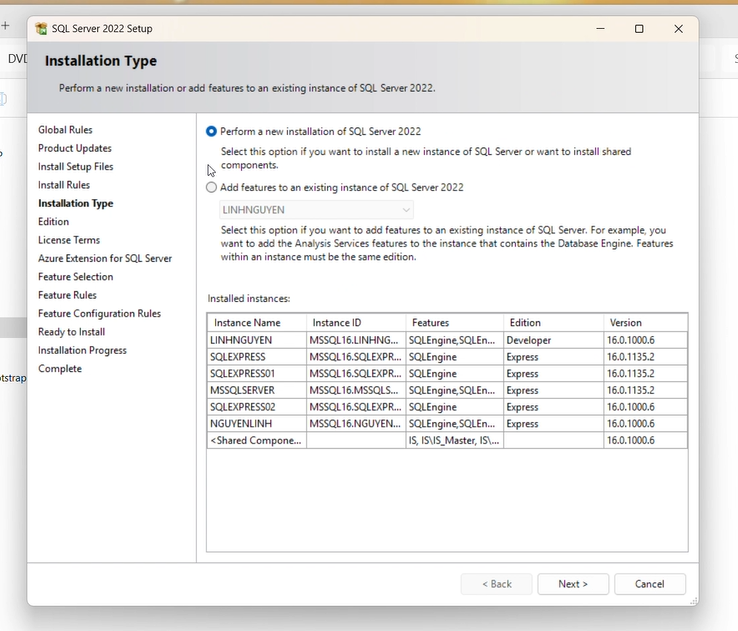 SQL Server 2022 Setup
DVD
Installation Type
Perform a new installation or add features to an existing instance of SQL Server 2022.
Global Rules
Product Updates
Install Setup Files
Install Rules
Installation Type
Edition
License Terms
Azure Extension for SQL Server
Feature Selection
Feature Rules
Feature Configuration Rules
Ready to Install
Installation Progress
Complete
otstrap
Perform a new installation of SQL Server 2022
Select this option if you want to install a new instance of SQL Server or want to install shared
components.
Add features to an existing instance of SQL Server 2022
LINHNGUYEN
Select this option if you want to add features to an existing instance of SQL Server. For example, you
want to add the Analysis Services features to the instance that contains the Database Engine. Features
within an instance must be the same edition.
Installed instances:
Instance Name Instance ID Features Edition Version
LINHNGUYEN MSSQL16.LINHNG... SQLEngine,SQLEn... Developer 16.0.1000.6
SQLEXPRESS MSSQL16.SQLEXPR... SQLEngine Express 16.0.1135.2
SQLEXPRESS01 MSSQL16.SQLEXPR... SQLEngine Express 16.0.1135.2
MSSQLSERVER MSSQL16.MSSQLS... SQLEngine,SQLEn... Express 16.0.1135.2
SQLEXPRESS02 MSSQL16.SQLEXPR... SQLEngine Express 16.0.1000.6
NGUYENLINH MSSQL16.NGUYEN... SQLEngine,SQLEn... Express 16.0.1000.6
<Shared Compone... IS, IS\IS_Master, IS\... 16.0.1000.6
< Back Next > Cancel